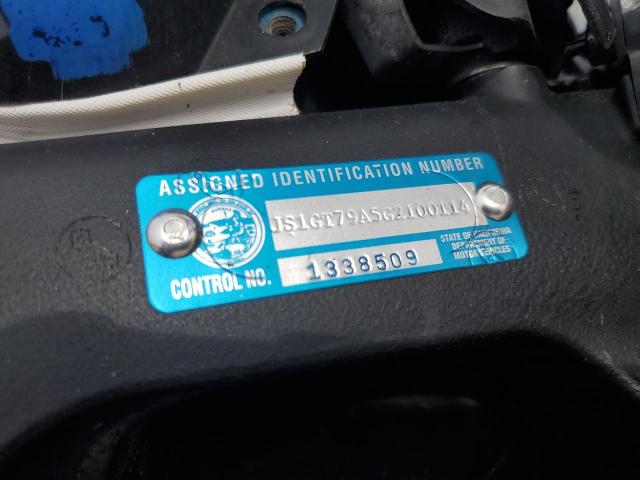 ASSIGNED IDENTIFICATION NUMBER
JS1GT79A5G2100114
STATE OF CALIFORNIA
DEPARTMENT OF
MOTOR VEHICLES
CONTROL NO. 1338509